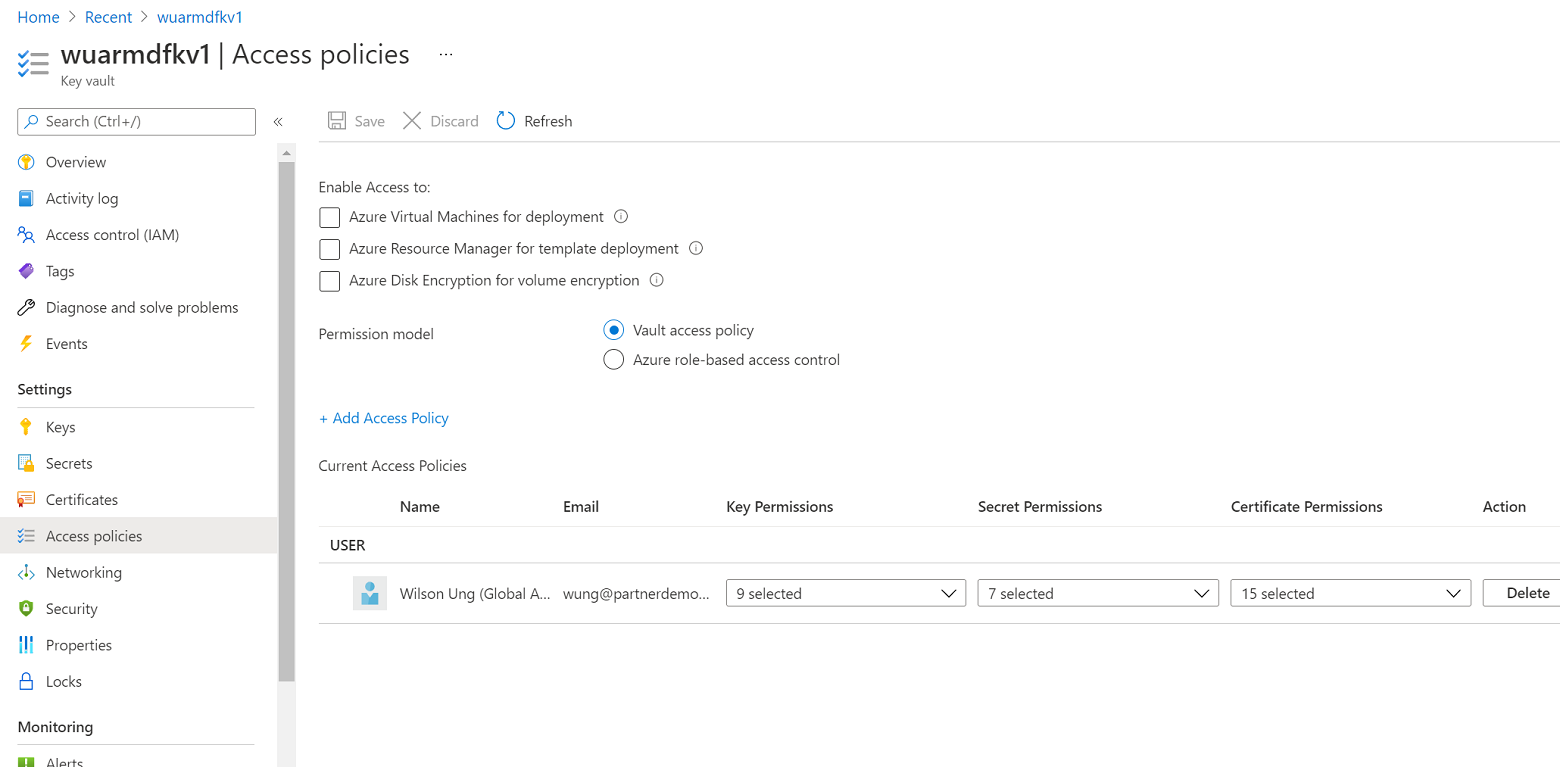 Home > Recent > wuarmdfkv1
wuarmdfkv1 | Access policies ...
Key vault
Search (Ctrl+/) «
Overview
Activity log
Access control (IAM)
Tags
Diagnose and solve problems
Events
Settings
Keys
Secrets
Certificates
Access policies
Networking
Security
Properties
Locks
Monitoring
Alerts
Save Discard Refresh
Enable Access to:
Azure Virtual Machines for deployment
Azure Resource Manager for template deployment
Azure Disk Encryption for volume encryption
Permission model
Vault access policy
Azure role-based access control
+ Add Access Policy
Current Access Policies
Name Email Key Permissions Secret Permissions Certificate Permissions Action
USER
Wilson Ung (Global A... wung@partnerdemo... 9 selected 7 selected 15 selected Delete